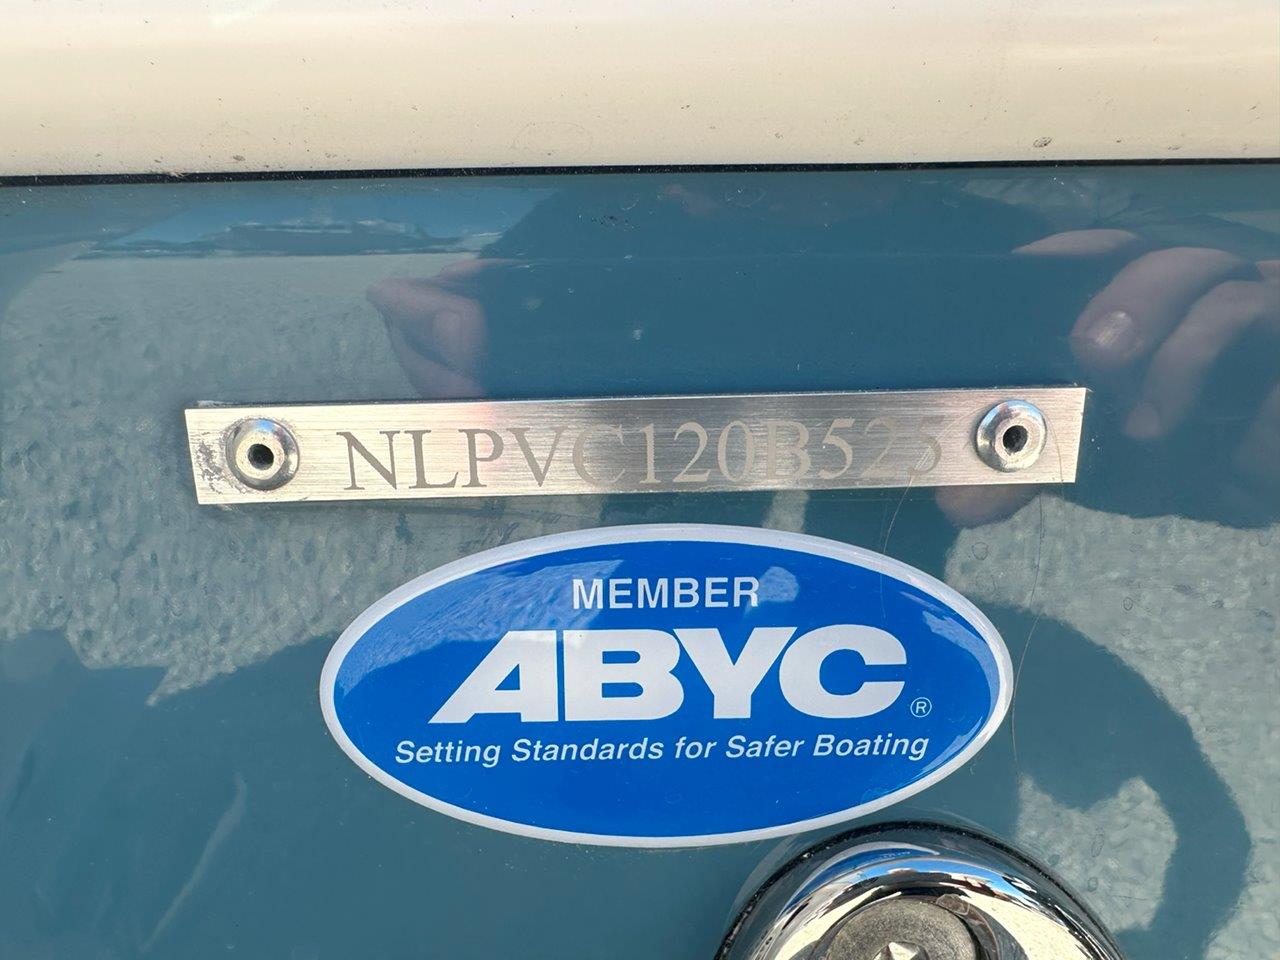 NLPVC120B525
MEMBER
ABYC®
Setting Standards for Safer Boating